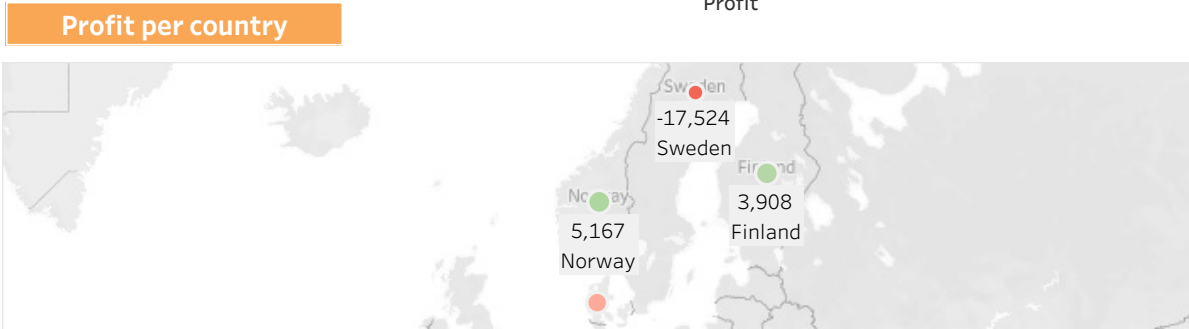 Profit
Profit per country
Sweden
-17,524
Sweden
Finland
Norway
3,908
Finland
5,167
Norway